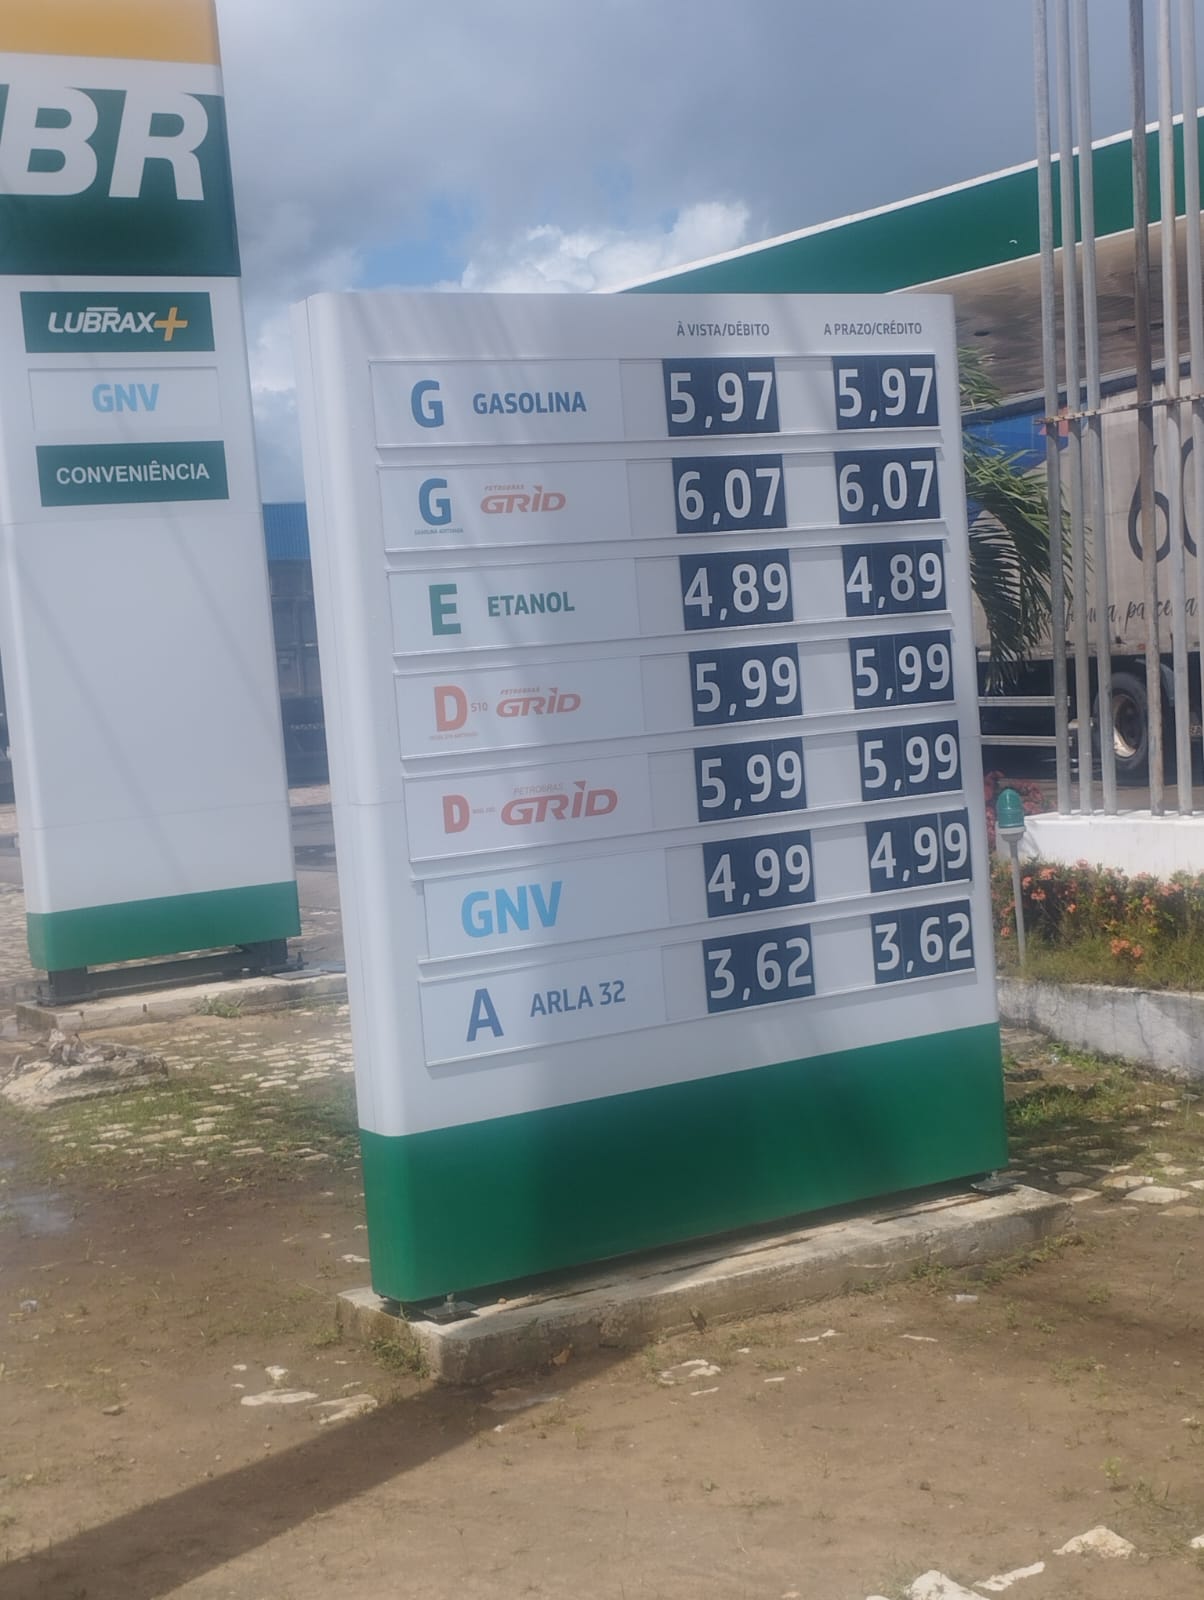 BR
LUBRAX+
GNV
CONVENIÊNCIA
À VISTA/DÉBITO A PRAZO/CRÉDITO
G GASOLINA 5,97 5,97
G PETROBRAS GRID 6,07 6,07
GASOLINA ADITIVADA
E ETANOL 4,89 4,89
D S10 PETROBRAS GRID 5,99 5,99
D PETROBRAS GRID 5,99 5,99
GNV 4,99 4,99
A ARLA 32 3,62 3,62